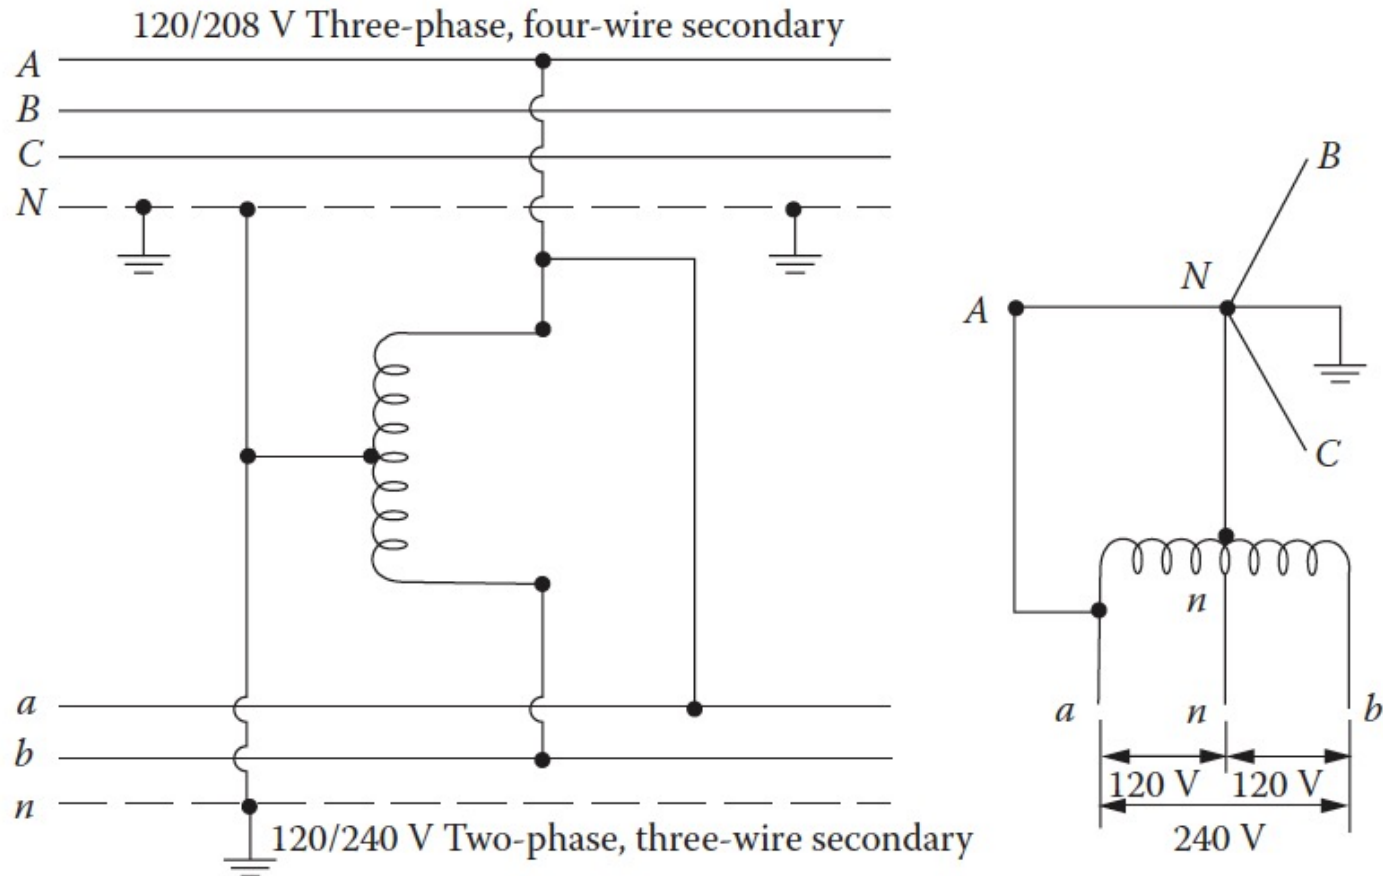 120/208 V Three-phase, four-wire secondary
A
B
C
N
a
b
n
120/240 V Two-phase, three-wire secondary
B
N
A
C
n
a
n
b
120 V
120 V
240 V